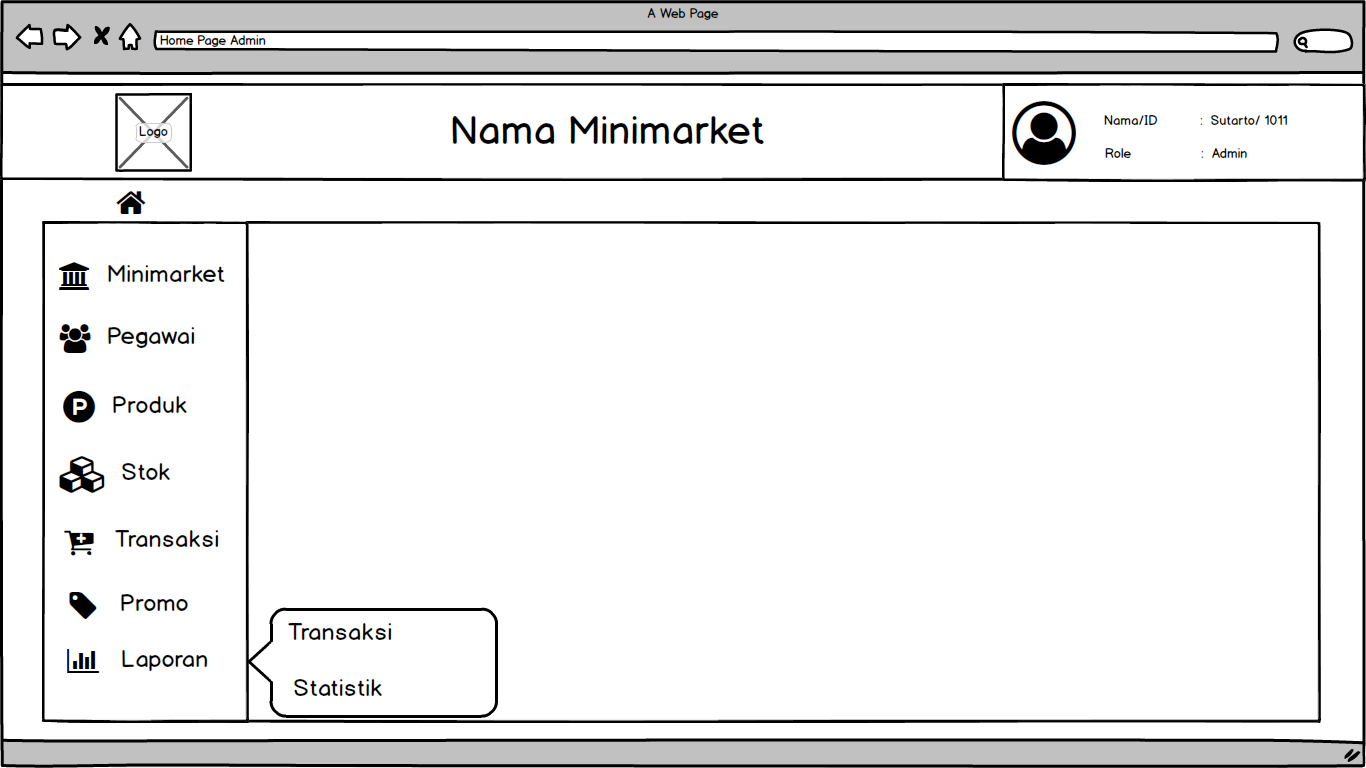 A Web Page
Home Page Admin
Logo
Nama Minimarket
Nama/ID : Sutarto/ 1011
Role : Admin
Minimarket
Pegawai
P Produk
Stok
Transaksi
Promo
Laporan
Transaksi
Statistik